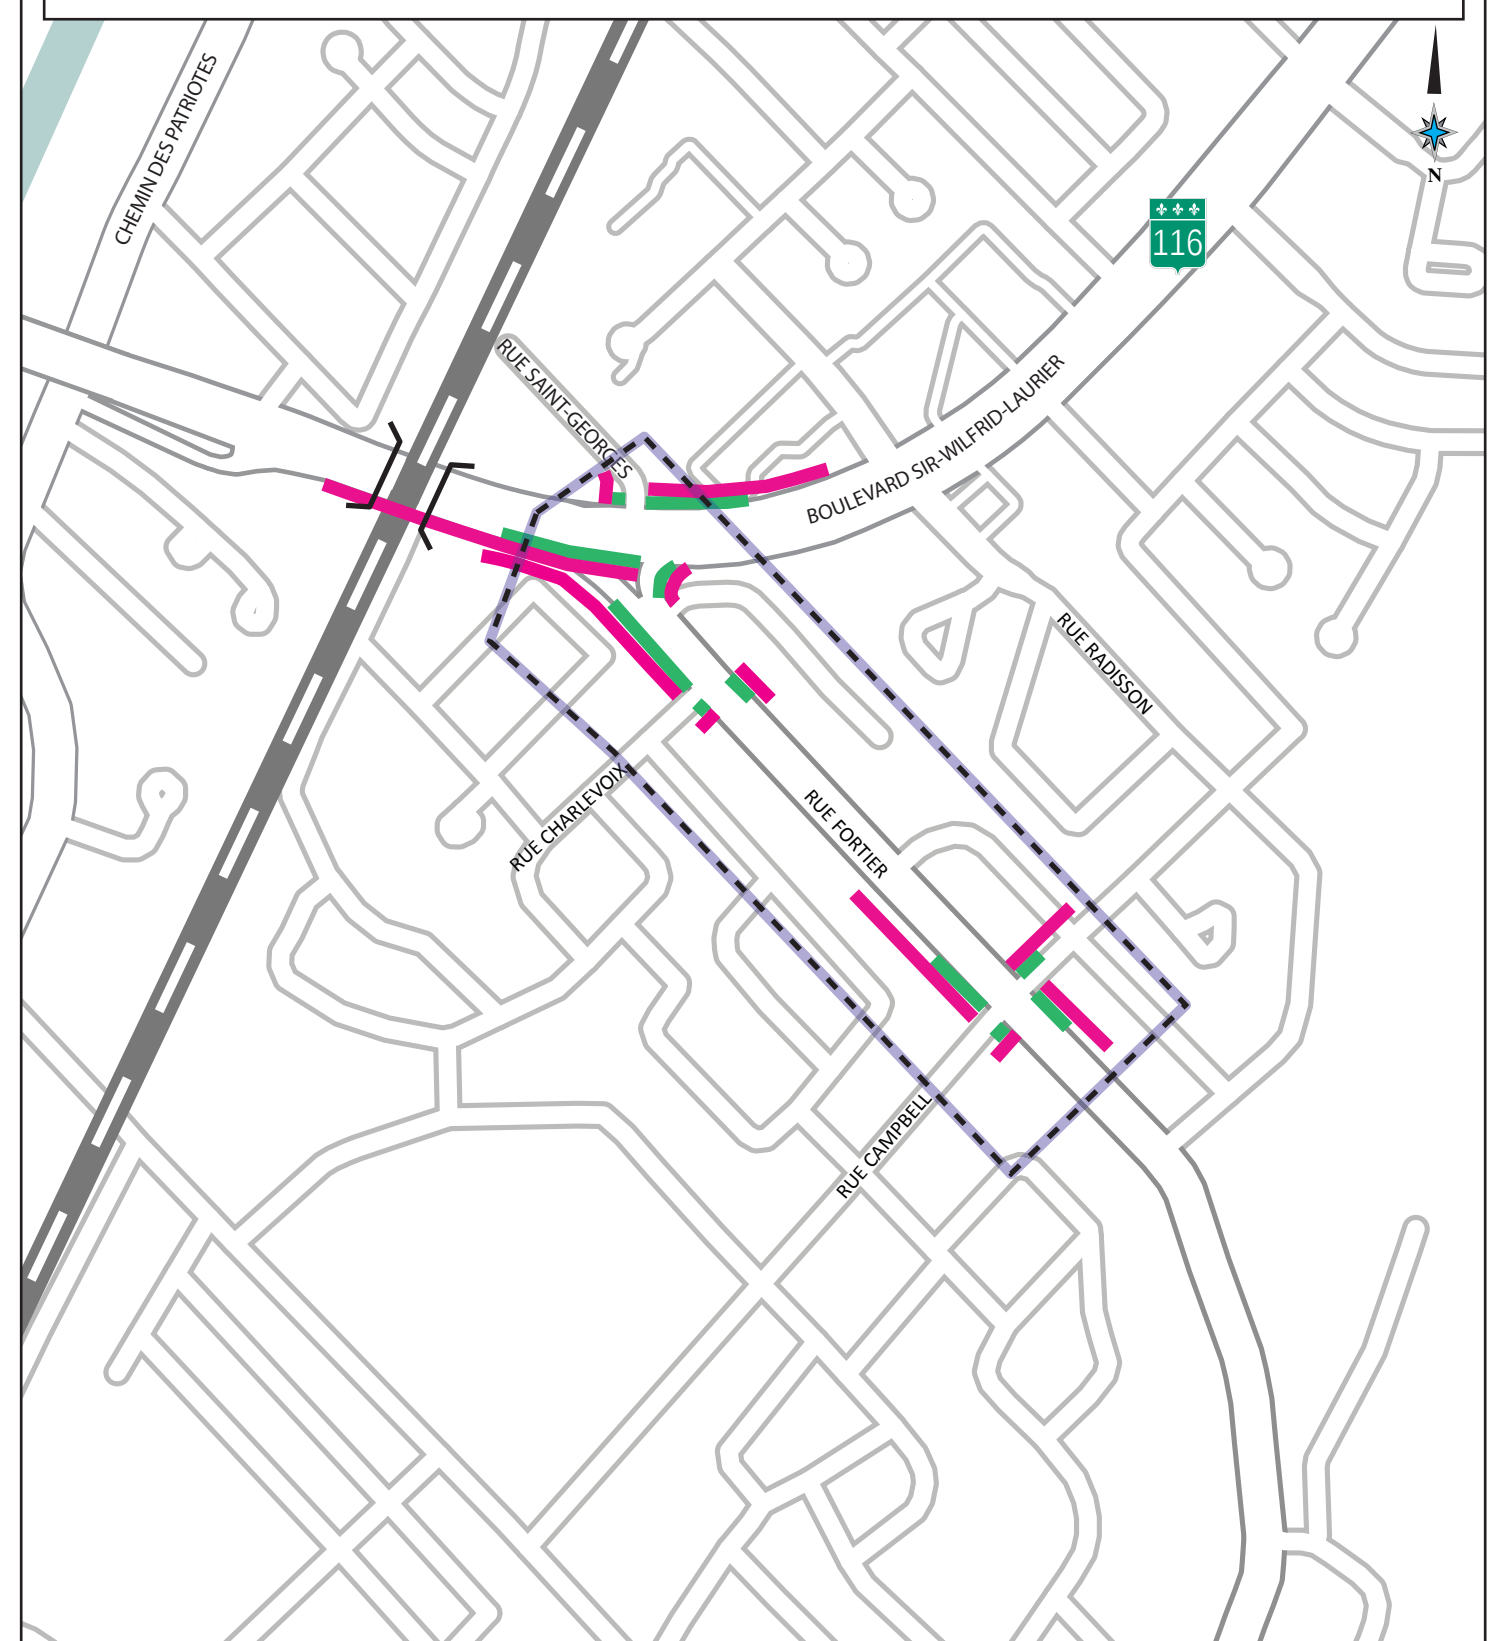 CHEMIN DES PATRIOTES
N
116
RUE SAINT-GEORGES
BOULEVARD SIR-WILFRID-LAURIER
RUE RADISSON
RUE CHARLEVOIX
RUE FORTIER
RUE CAMPBELL